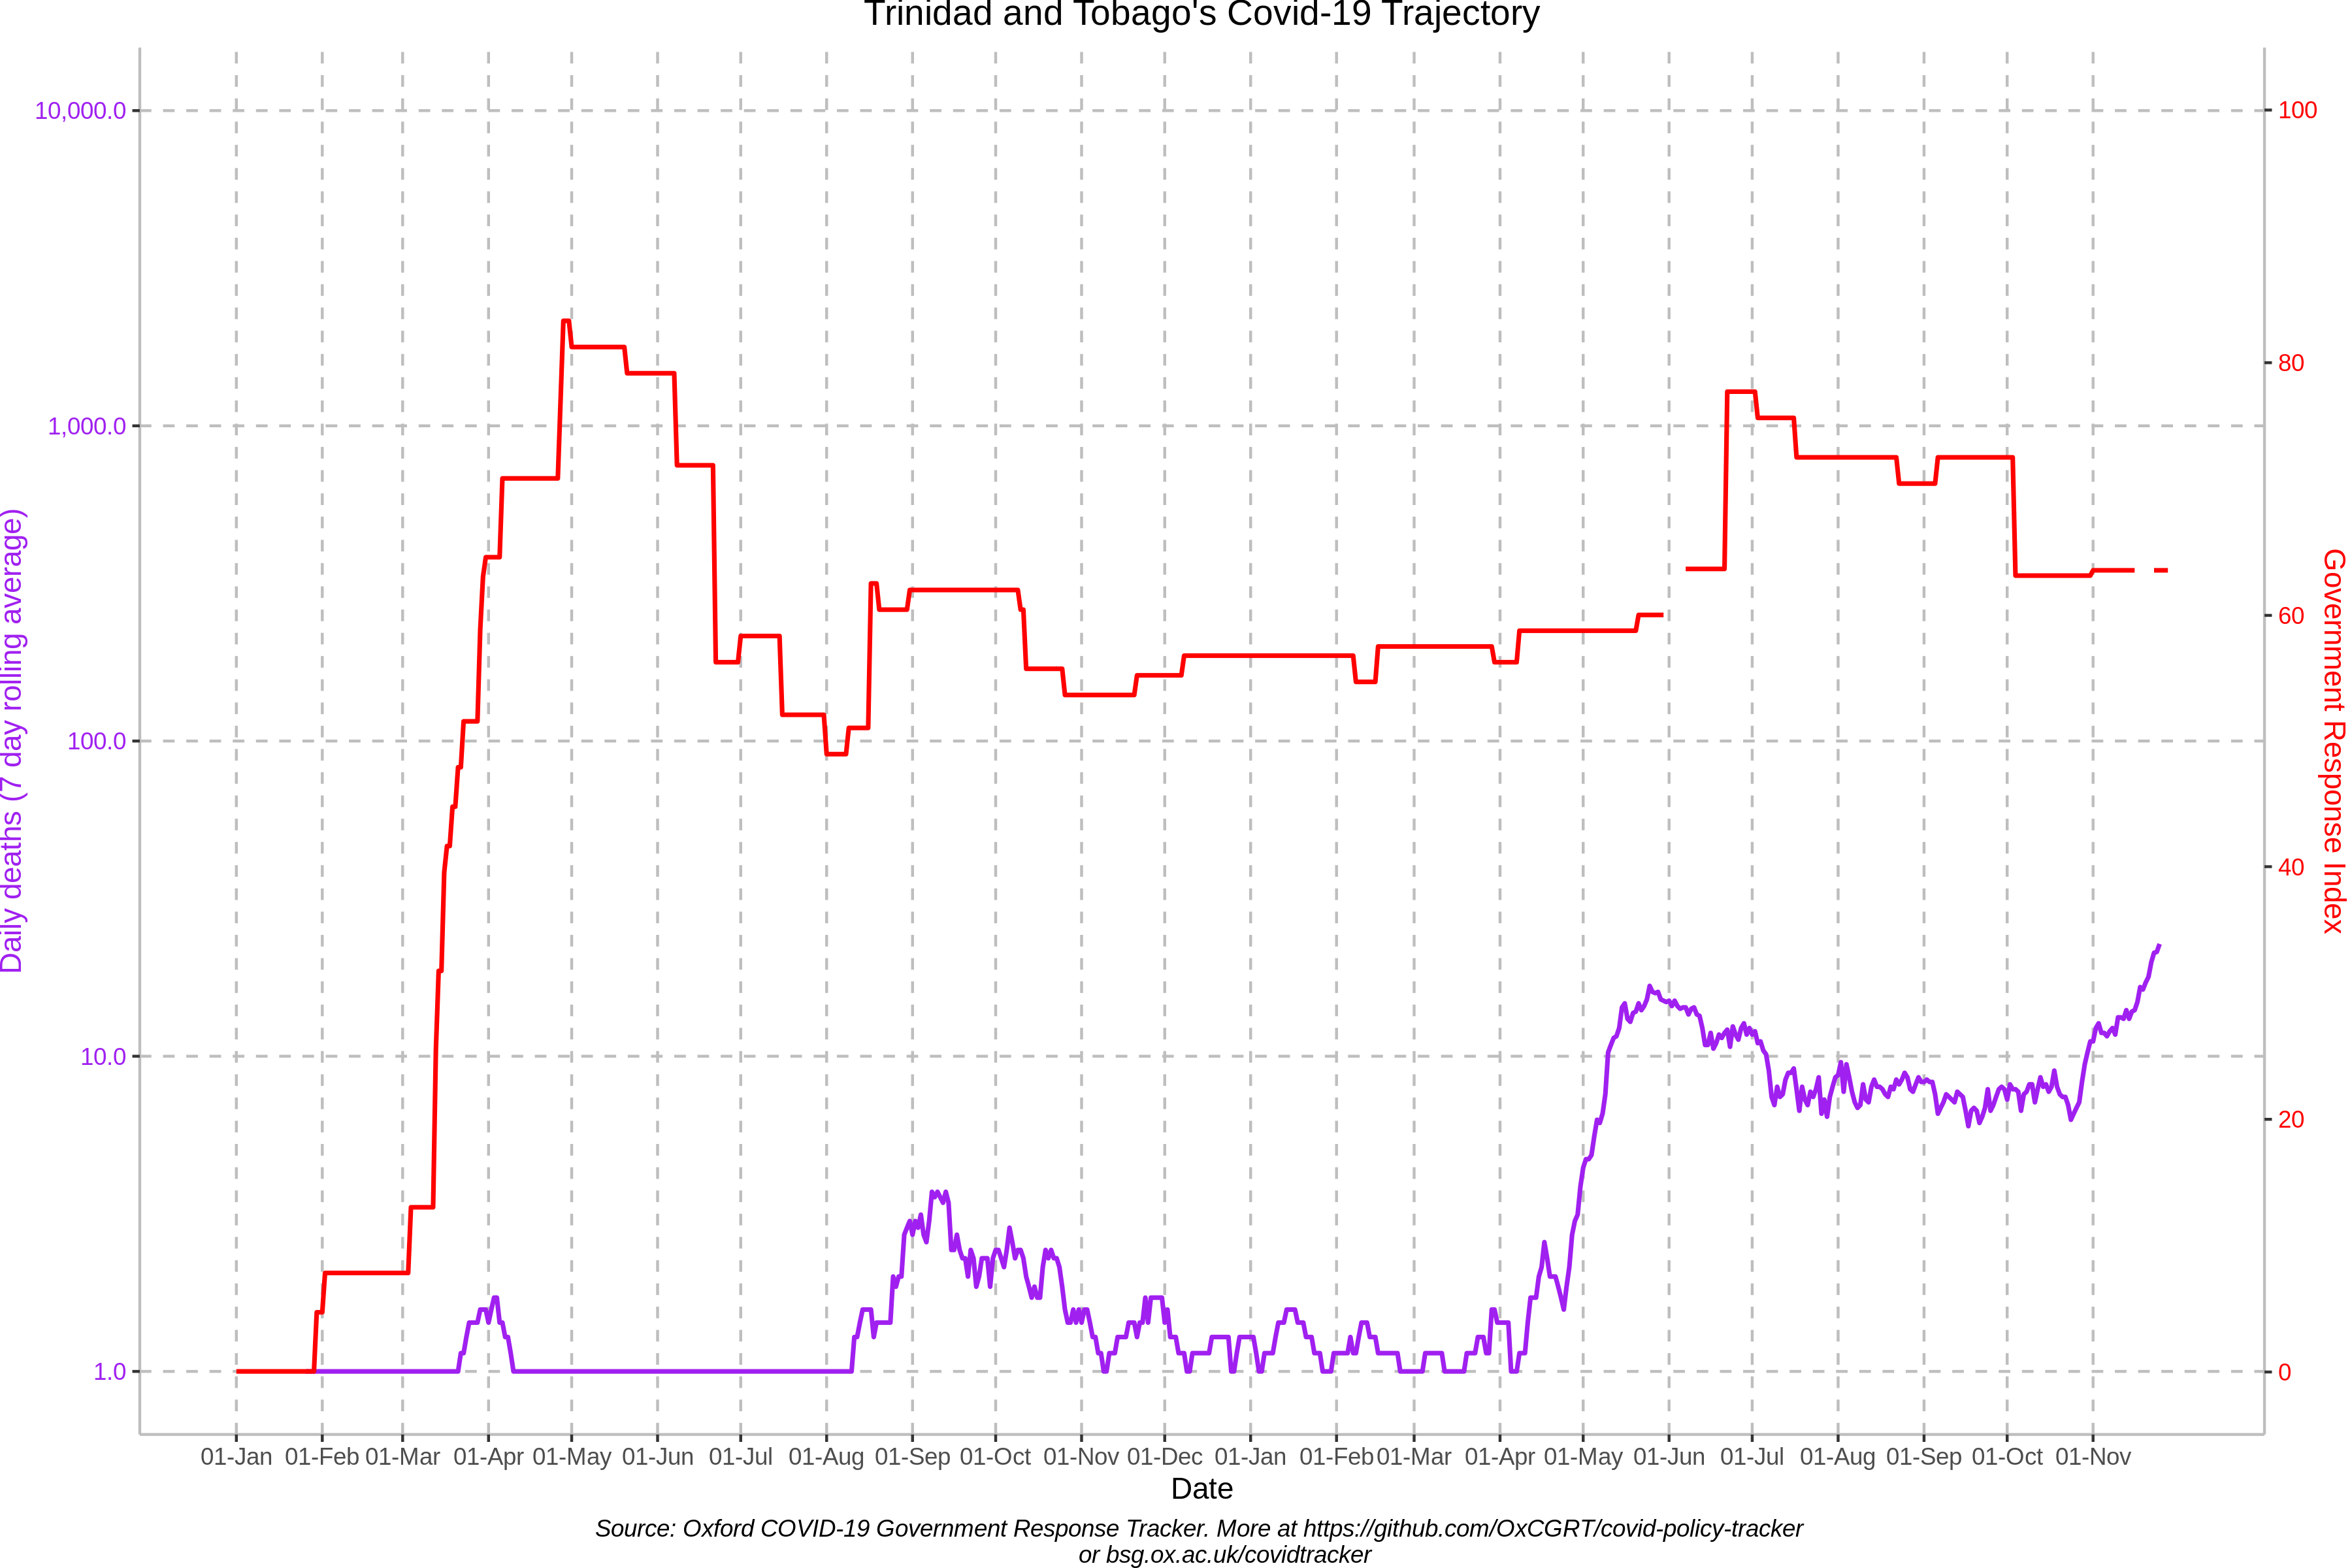 Trinidad and Tobago's Covid-19 Trajectory
10,000.0
1,000.0
100.0
10.0
1.0
Daily deaths (7 day rolling average)
100
80
60
40
20
0
Government Response Index
01-Jan 01-Feb 01-Mar 01-Apr 01-May 01-Jun 01-Jul 01-Aug 01-Sep 01-Oct 01-Nov 01-Dec 01-Jan 01-Feb 01-Mar 01-Apr 01-May 01-Jun 01-Jul 01-Aug 01-Sep 01-Oct 01-Nov
Date
Source: Oxford COVID-19 Government Response Tracker. More at https://github.com/OxCGRT/covid-policy-tracker
or bsg.ox.ac.uk/covidtracker